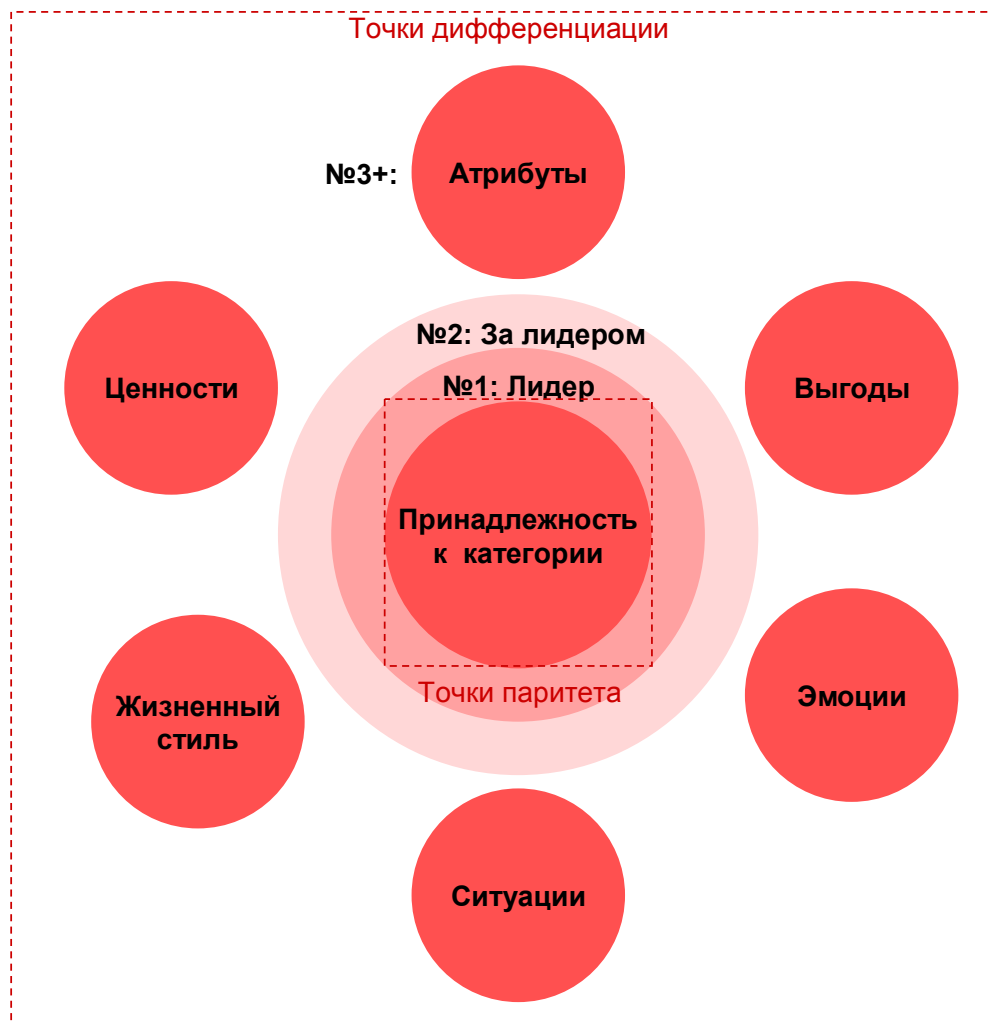 Точки дифференциации
№3+:
Атрибуты
№2: За лидером
№1: Лидер
Ценности
Выгоды
Принадлежность
к категории
Точки паритета
Жизненный
стиль
Эмоции
Ситуации